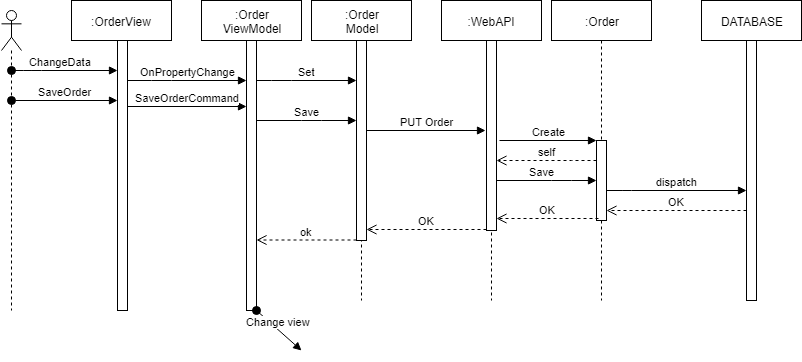 :OrderView
:Order
ViewModel
:Order
Model
:WebAPI
:Order
DATABASE
ChangeData
OnPropertyChange
Set
SaveOrder
SaveOrderCommand
Save
PUT Order
Create
self
Save
dispatch
OK
OK
OK
ok
Change view